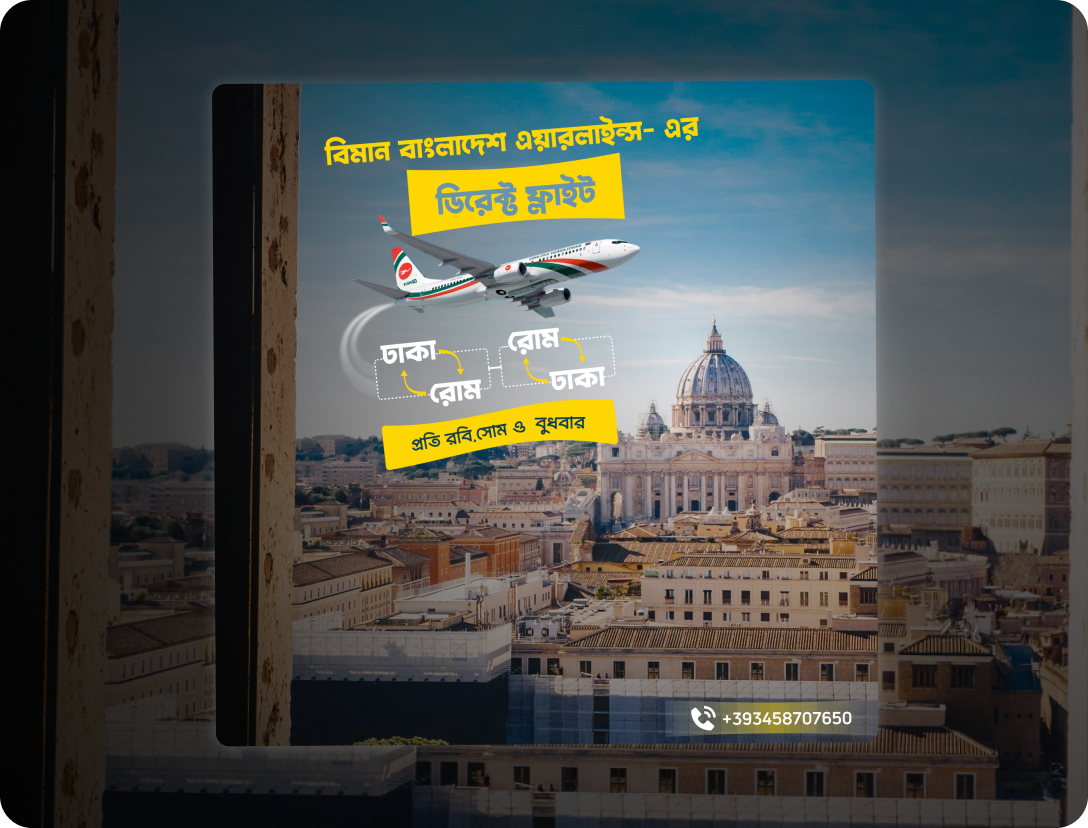 বিমান বাংলাদেশ এয়ারলাইন্স- এর
ডিরেক্ট ফ্লাইট
ঢাকা
রোম
রোম
ঢাকা
প্রতি রবি,সোম ও বুধবার
+393458707650